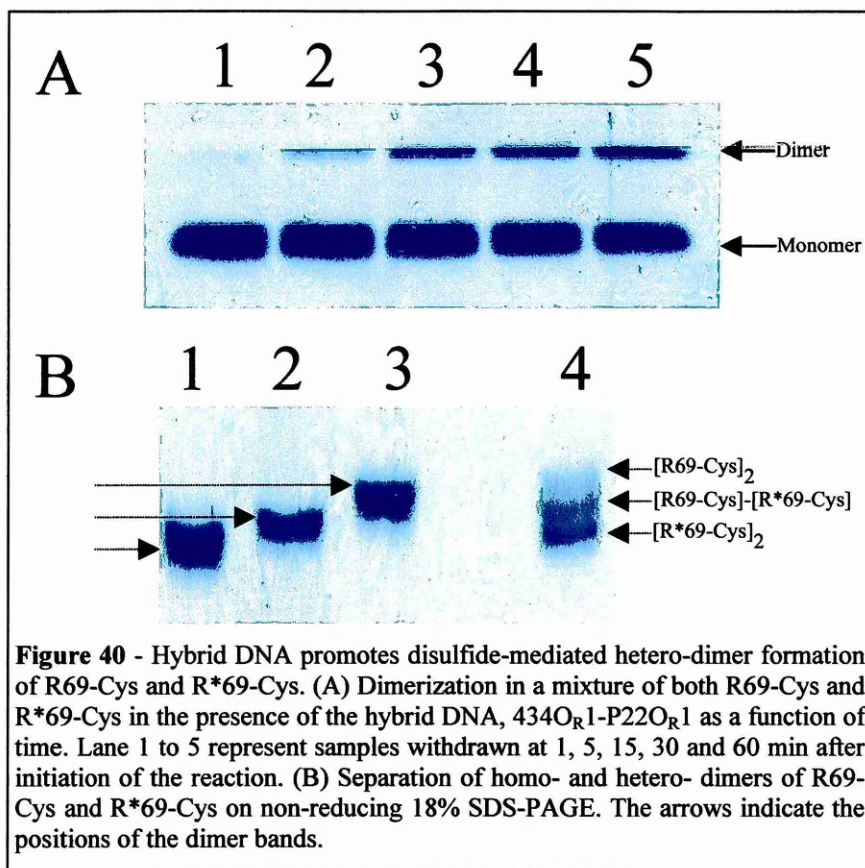 A
1 2 3 4 5
Dimer
Monomer
B
1 2 3 4
[R69-Cys]2
[R69-Cys]-[R*69-Cys]
[R*69-Cys]2
Figure 40 - Hybrid DNA promotes disulfide-mediated hetero-dimer formation
of R69-Cys and R*69-Cys. (A) Dimerization in a mixture of both R69-Cys and
R*69-Cys in the presence of the hybrid DNA, 434OR1-P22OR1 as a function of
time. Lane 1 to 5 represent samples withdrawn at 1, 5, 15, 30 and 60 min after
initiation of the reaction. (B) Separation of homo- and hetero- dimers of R69-
Cys and R*69-Cys on non-reducing 18% SDS-PAGE. The arrows indicate the
positions of the dimer bands.